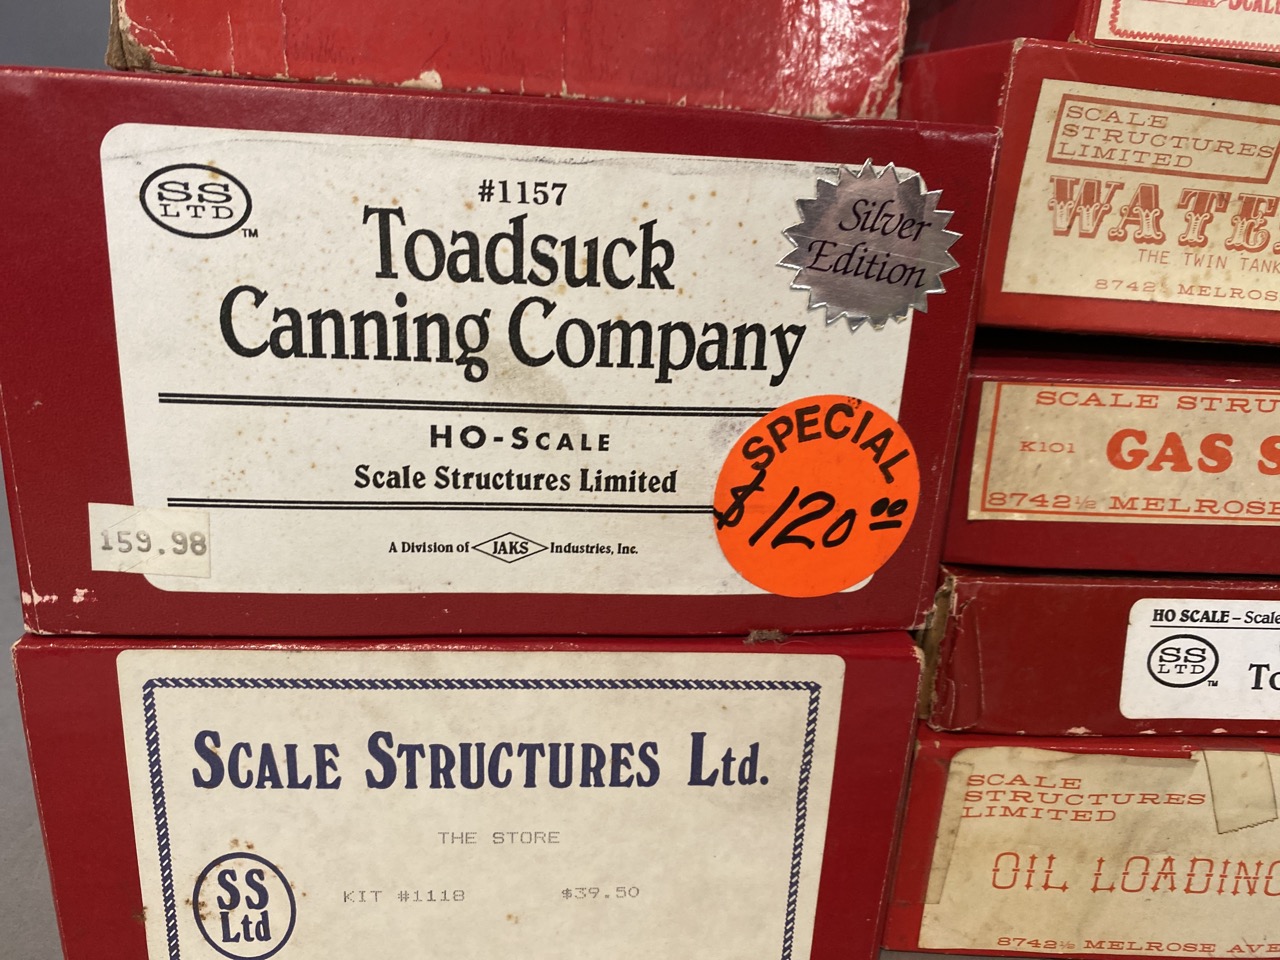 SS
LTD
TM
#1157
Toadsuck
Canning Company
Silver
Edition
HO-SCALE
Scale Structures Limited
A Division of JAKS Industries, Inc.
159.98
SPECIAL
$120.00
SCALE STRUCTURES Ltd.
THE STORE
KIT #1118 $39.50
SS
Ltd
SCALE
STRUCTURES
LIMITED
THE TWIN TANK
8742
SCALE
K101 GAS
8742½ MELROSE
HO SCALE – Scale
SS
LTD
TM
SCALE
STRUCTURES
LIMITED
OIL LOADING
8742½ MELROSE AVE